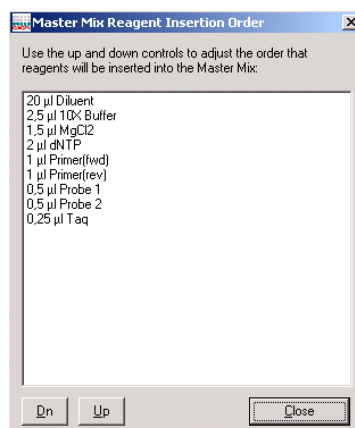 Master Mix Reagent Insertion Order
Use the up and down controls to adjust the order that
reagents will be inserted into the Master Mix:
20 µl Diluent
2,5 µl 10X Buffer
1,5 µl MgCl2
2 µl dNTP
1 µl Primer(fwd)
1 µl Primer(rev)
0,5 µl Probe 1
0,5 µl Probe 2
0,25 µl Taq
Dn Up Close